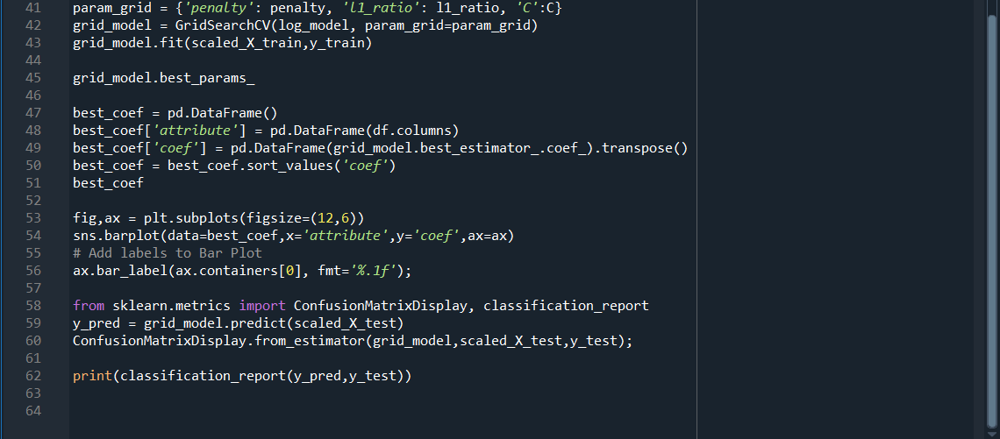 41 param_grid = {'penalty': penalty, 'l1_ratio': l1_ratio, 'C':C}
42 grid_model = GridSearchCV(log_model, param_grid=param_grid)
43 grid_model.fit(scaled_X_train,y_train)
44
45 grid_model.best_params_
46
47 best_coef = pd.DataFrame()
48 best_coef['attribute'] = pd.DataFrame(df.columns)
49 best_coef['coef'] = pd.DataFrame(grid_model.best_estimator_.coef_).transpose()
50 best_coef = best_coef.sort_values('coef')
51 best_coef
52
53 fig,ax = plt.subplots(figsize=(12,6))
54 sns.barplot(data=best_coef,x='attribute',y='coef',ax=ax)
55 # Add labels to Bar Plot
56 ax.bar_label(ax.containers[0], fmt='%.1f');
57
58 from sklearn.metrics import ConfusionMatrixDisplay, classification_report
59 y_pred = grid_model.predict(scaled_X_test)
60 ConfusionMatrixDisplay.from_estimator(grid_model,scaled_X_test,y_test);
61
62 print(classification_report(y_pred,y_test))
63
64